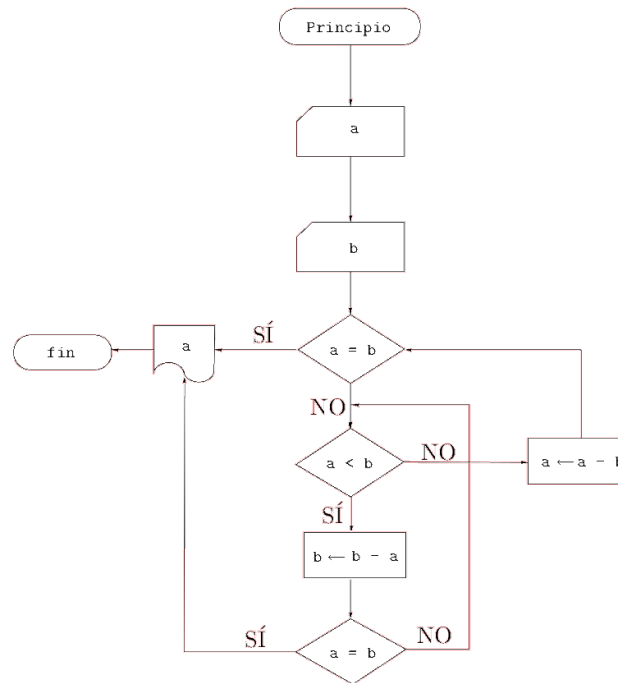 Principio
a
b
a = b
SÍ
a
fin
NO
a < b
NO
a ← a - b
SÍ
b ← b - a
a = b
SÍ
NO